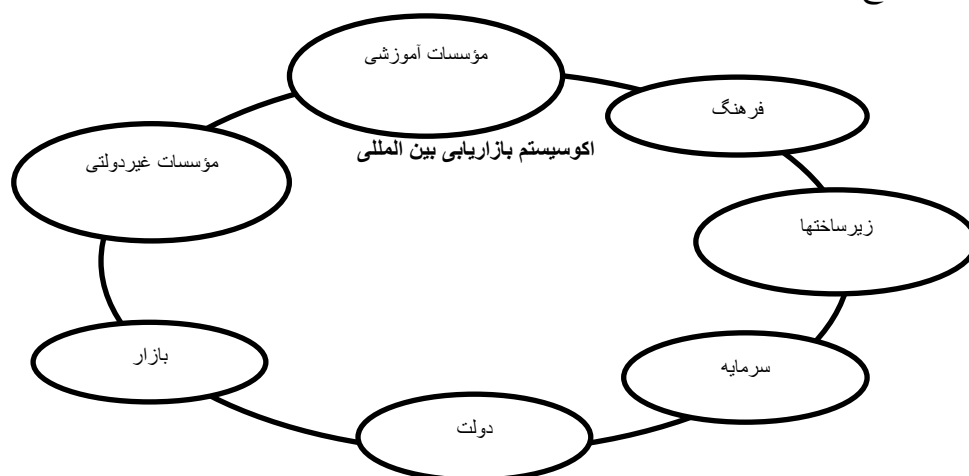 مؤسسات آموزشی
فرهنگ
اکوسیستم بازاریابی بین المللی
مؤسسات غیردولتی
زیرساختها
بازار
سرمایه
دولت